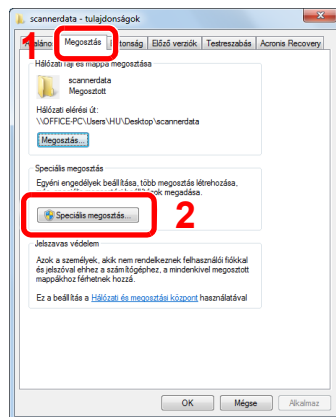 scannerdata - tulajdonságok
1
Megosztás
Előző verziók
Testreszabás
Acronis Recovery
Hálózati fájl és mappa megosztása
scannerdata
Megosztott
Hálózati elérési út:
\\OFFICE-PC\Users\HU\Desktop\scannerdata
Megosztás...
Speciális megosztás
Egyéni engedélyek beállítása, több megosztás létrehozása,
megadása.
Speciális megosztás...
2
Jelszavas védelem
Azok a személyek, akik nem rendelkeznek felhasználói fiókkal
és jelszóval ehhez a számítógéphez, a mindenkivel megosztott
mappákhoz férhetnek hozzá.
Ez a beállítás a Hálózati és megosztási központ használatával
OK
Mégse
Alkalmaz